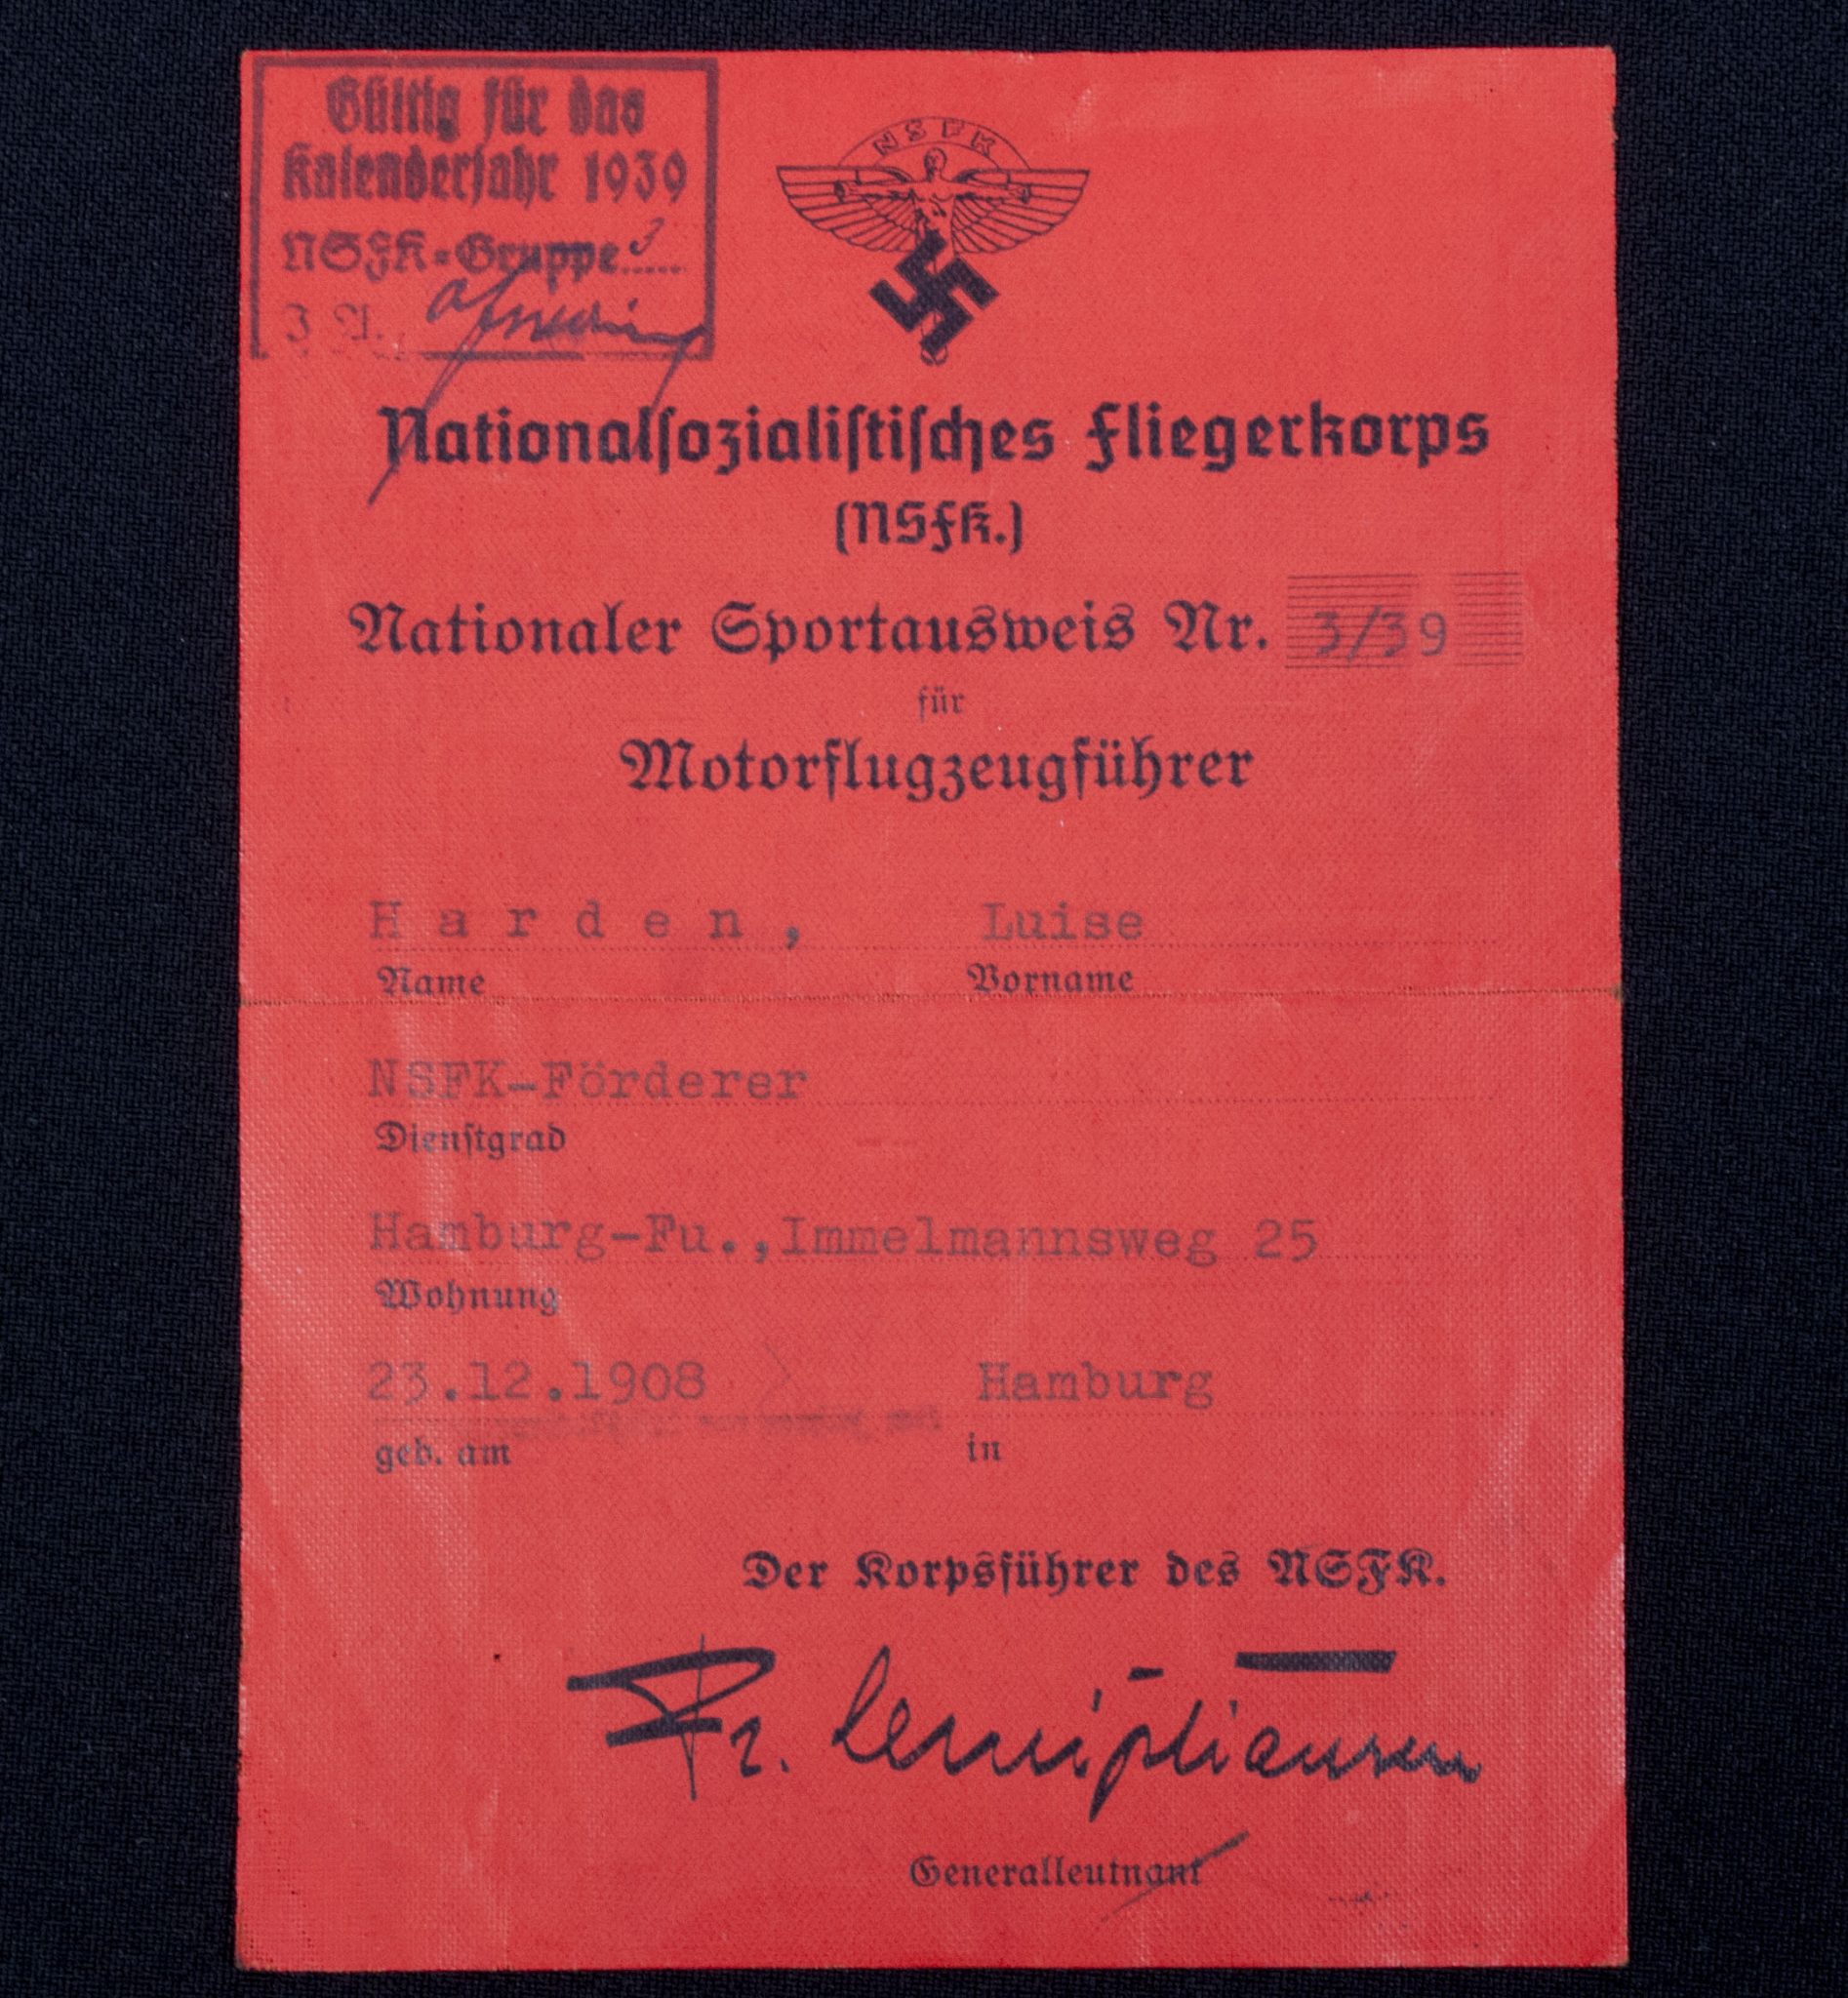 Gültig für das
Kalenderjahr 1939
NSFK-Gruppe 3
I. A.
NSFK
Nationalsozialistisches Fliegerkorps
(NSFK.)
Nationaler Sportausweis Nr. 3/39
für
Motorflugzeugführer
Harden, Luise
Name Vorname
NSFK-Förderer
Dienstgrad
Hamburg-Fu.,Immelmannsweg 25
Wohnung
23.12.1908 Hamburg
geb. am in
Der Korpsführer des NSFK.
Fr. Christiansen
Generalleutnant